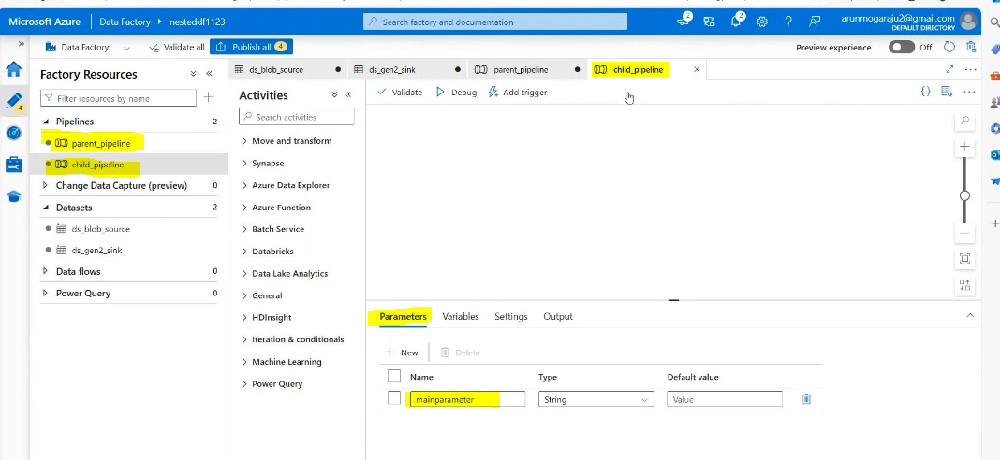 Microsoft Azure
Data Factory
nesteddf1123
Search factory and documentation
2
2
arunmogaraju2@gmail.com
DEFAULT DIRECTORY
Data Factory
Validate all
Publish all 4
Preview experience
Off
Factory Resources
Filter resources by name
Pipelines 2
parent_pipeline
child_pipeline
Change Data Capture (preview) 0
Datasets 2
ds_blob_source
ds_gen2_sink
Data flows 0
Power Query 0
4
ds_blob_source
ds_gen2_sink
parent_pipeline
child_pipeline
Activities
Search activities
Move and transform
Synapse
Azure Data Explorer
Azure Function
Batch Service
Databricks
Data Lake Analytics
General
HDInsight
Iteration & conditionals
Machine Learning
Power Query
Validate
Debug
Add trigger
Parameters
Variables
Settings
Output
New
Delete
Name
Type
Default value
mainparameter
String
Value